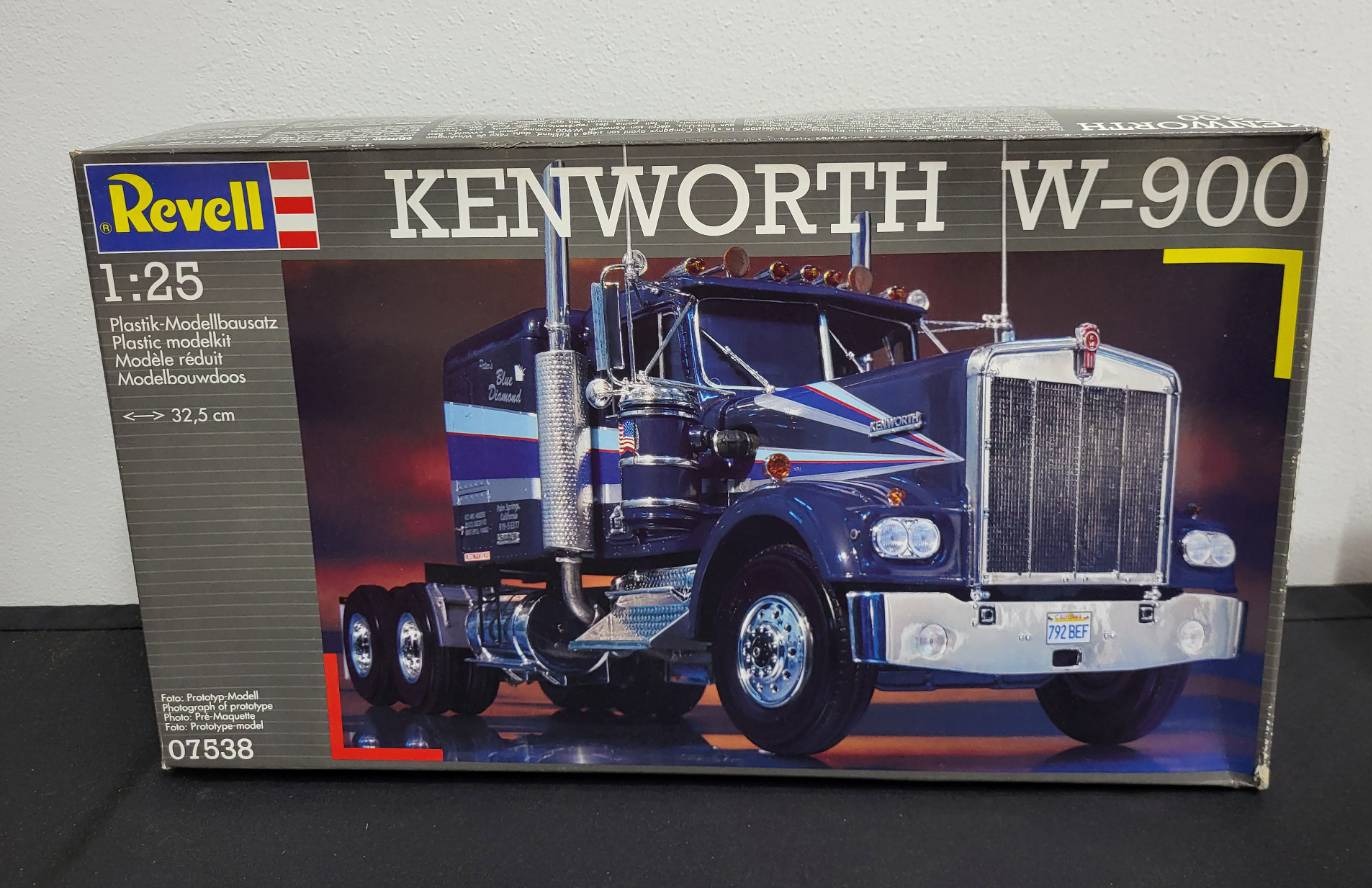 Revell
®
KENWORTH W-900
1:25
Plastik-Modellbausatz
Plastic modelkit
Modèle réduit
Modelbouwdoos
<—> 32,5 cm
Blue
Diamond
KENWORTH
792 BEF
Foto: Prototyp-Modell
Photograph of prototype
Photo: Pré-Maquette
Foto: Prototype-model
07538
KENWORTH